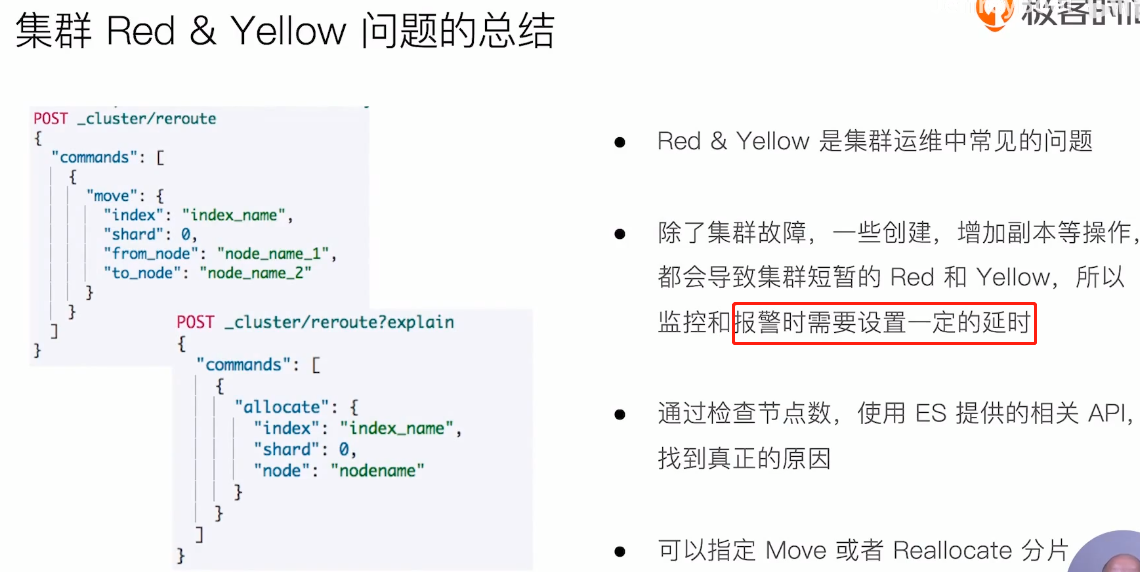 集群 Red & Yellow 问题的总结
POST _cluster/reroute
{
"commands": [
{
"move": {
"index": "index_name",
"shard": 0,
"from_node": "node_name_1",
"to_node": "node_name_2"
}
}
]
}
POST _cluster/reroute?explain
{
"commands": [
{
"allocate": {
"index": "index_name",
"shard": 0,
"node": "nodename"
}
}
]
}
● Red & Yellow 是集群运维中常见的问题
● 除了集群故障，一些创建，增加副本等操作，
都会导致集群短暂的 Red 和 Yellow，所以
监控和报警时需要设置一定的延时
● 通过检查节点数，使用 ES 提供的相关 API，
找到真正的原因
● 可以指定 Move 或者 Reallocate 分片